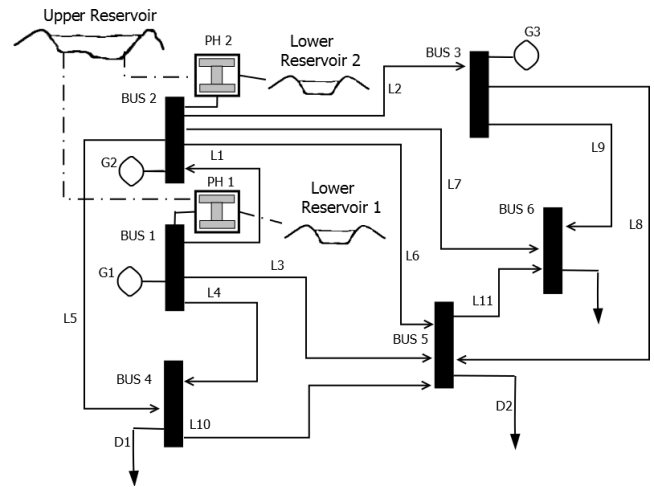 Upper Reservoir
PH 2
Lower
Reservoir 2
BUS 3
G3
BUS 2
L2
G2
L1
L7
L9
PH 1
Lower
Reservoir 1
BUS 6
BUS 1
L8
L6
G1
L3
L4
L11
L5
BUS 5
BUS 4
D1
L10
D2